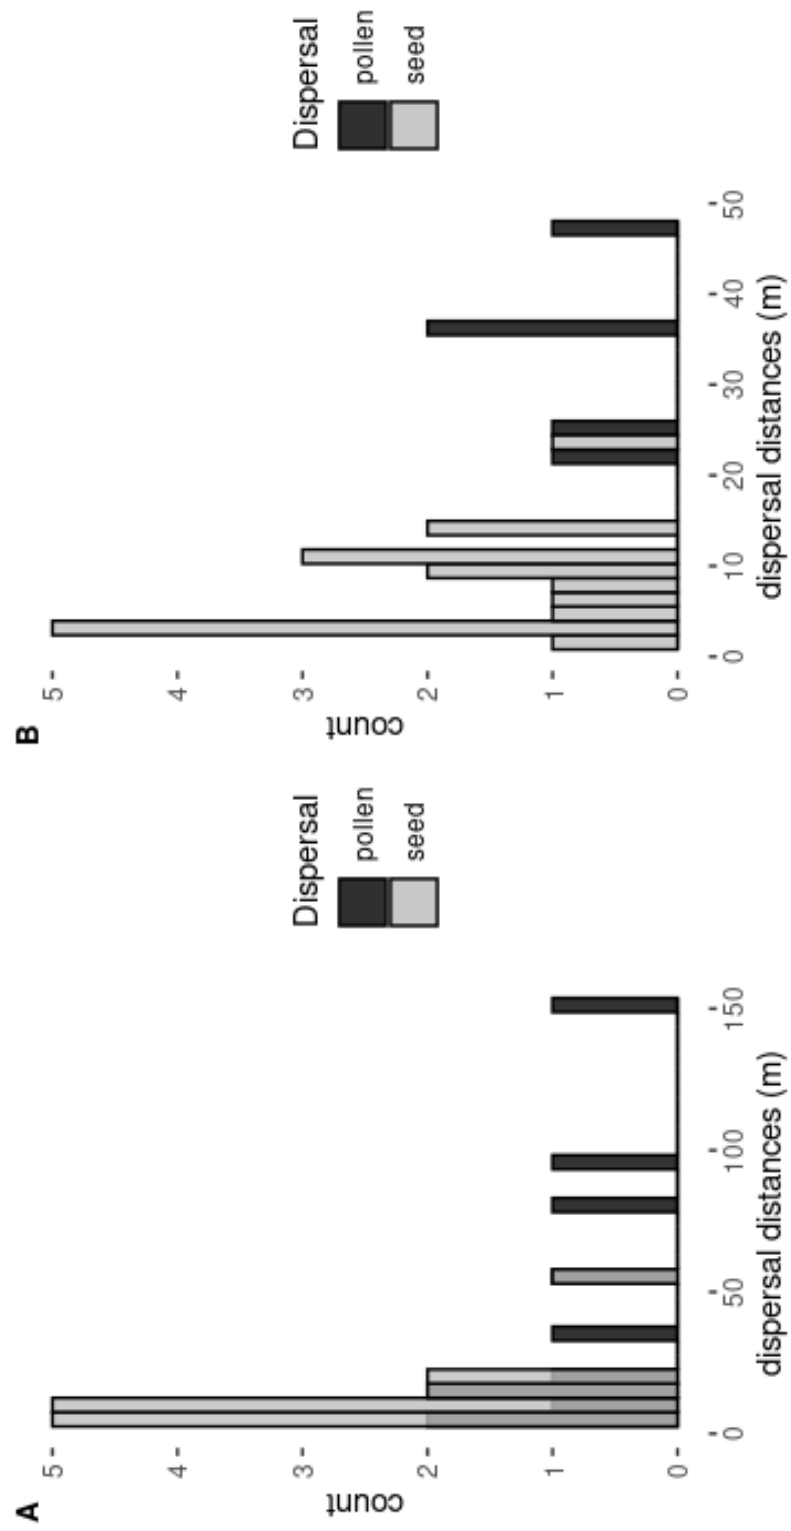 A
count
5
4
3
2
1
0
0
50
100
150
dispersal distances (m)
Dispersal
pollen
seed
B
count
5
4
3
2
1
0
0
10
20
30
40
50
dispersal distances (m)
Dispersal
pollen
seed